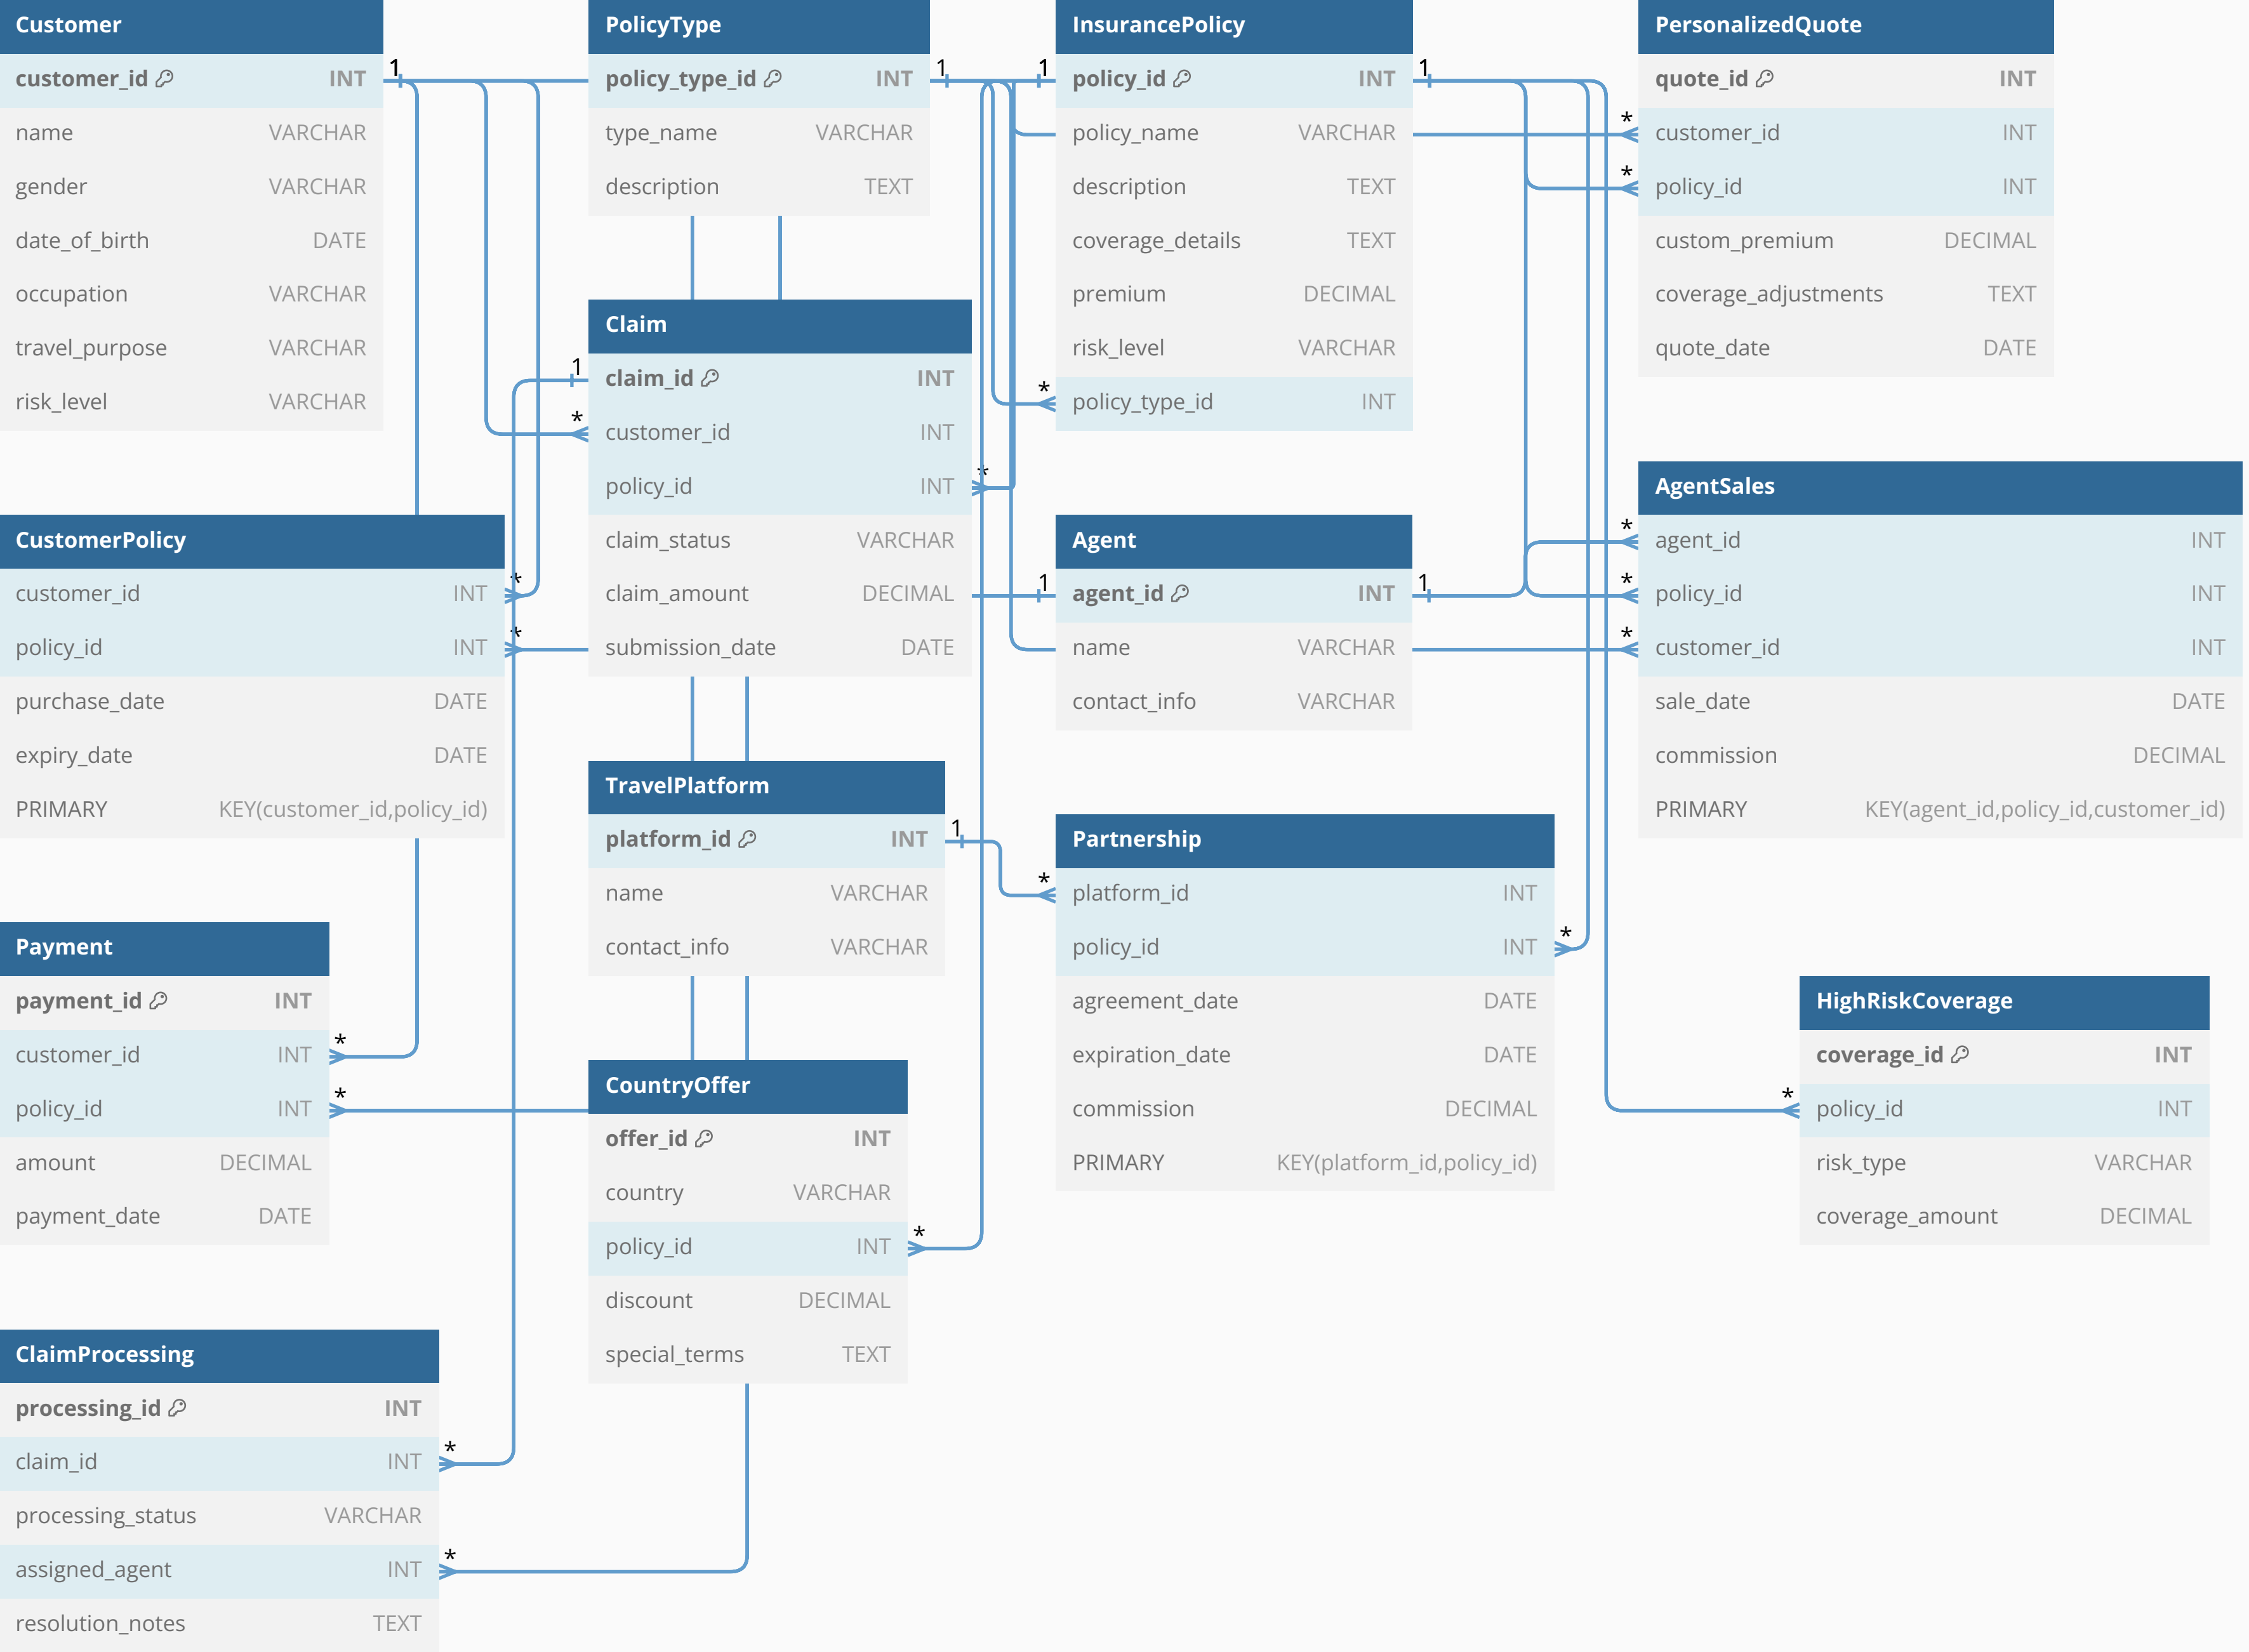 Customer
customer_id INT
name VARCHAR
gender VARCHAR
date_of_birth DATE
occupation VARCHAR
travel_purpose VARCHAR
risk_level VARCHAR
1
PolicyType
policy_type_id INT
type_name VARCHAR
description TEXT
1
1
InsurancePolicy
policy_id INT
policy_name VARCHAR
description TEXT
coverage_details TEXT
premium DECIMAL
risk_level VARCHAR
* policy_type_id INT
1
PersonalizedQuote
quote_id INT
* customer_id INT
* policy_id INT
custom_premium DECIMAL
coverage_adjustments TEXT
quote_date DATE
Claim
1 claim_id INT
* customer_id INT
policy_id INT *
claim_status VARCHAR
claim_amount DECIMAL
submission_date DATE
CustomerPolicy
customer_id INT *
policy_id INT *
purchase_date DATE
expiry_date DATE
PRIMARY KEY(customer_id,policy_id)
Agent
1 agent_id INT 1
name VARCHAR
contact_info VARCHAR
AgentSales
* agent_id INT
* policy_id INT
* customer_id INT
sale_date DATE
commission DECIMAL
PRIMARY KEY(agent_id,policy_id,customer_id)
TravelPlatform
platform_id INT 1
name VARCHAR
contact_info VARCHAR
Partnership
* platform_id INT
policy_id INT *
agreement_date DATE
expiration_date DATE
commission DECIMAL
PRIMARY KEY(platform_id,policy_id)
Payment
payment_id INT
customer_id INT *
policy_id INT *
amount DECIMAL
payment_date DATE
CountryOffer
offer_id INT
country VARCHAR
policy_id INT *
discount DECIMAL
special_terms TEXT
HighRiskCoverage
coverage_id INT
* policy_id INT
risk_type VARCHAR
coverage_amount DECIMAL
ClaimProcessing
processing_id INT
claim_id INT *
processing_status VARCHAR
assigned_agent INT *
resolution_notes TEXT